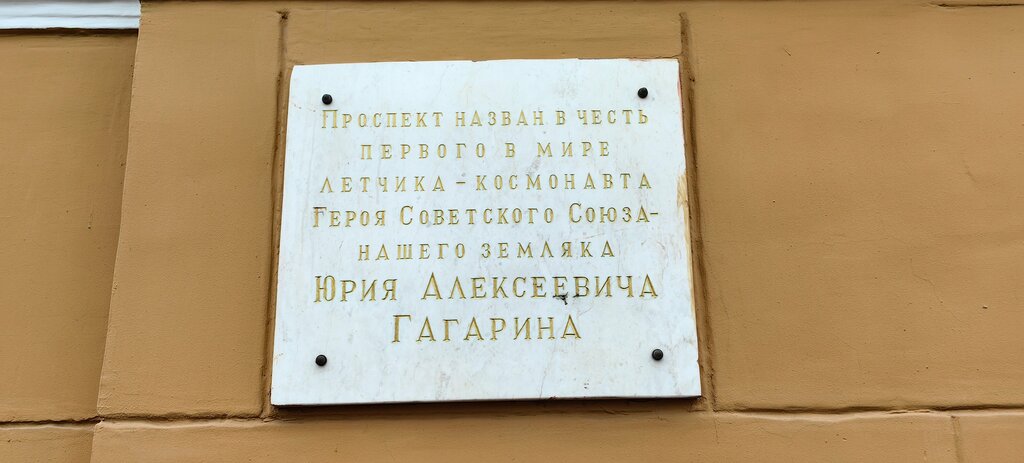 Проспект назван в честь
первого в мире
летчика - космонавта
Героя Советского Союза-
нашего земляка
Юрия Алексеевича
Гагарина